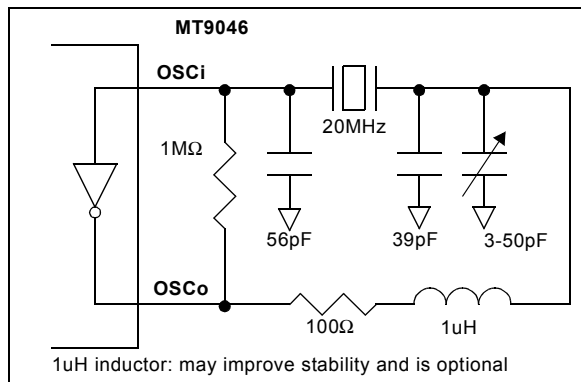 MT9046
OSCi
20MHz
1MΩ
56pF
39pF
3-50pF
OSCo
100Ω
1uH
1uH inductor: may improve stability and is optional